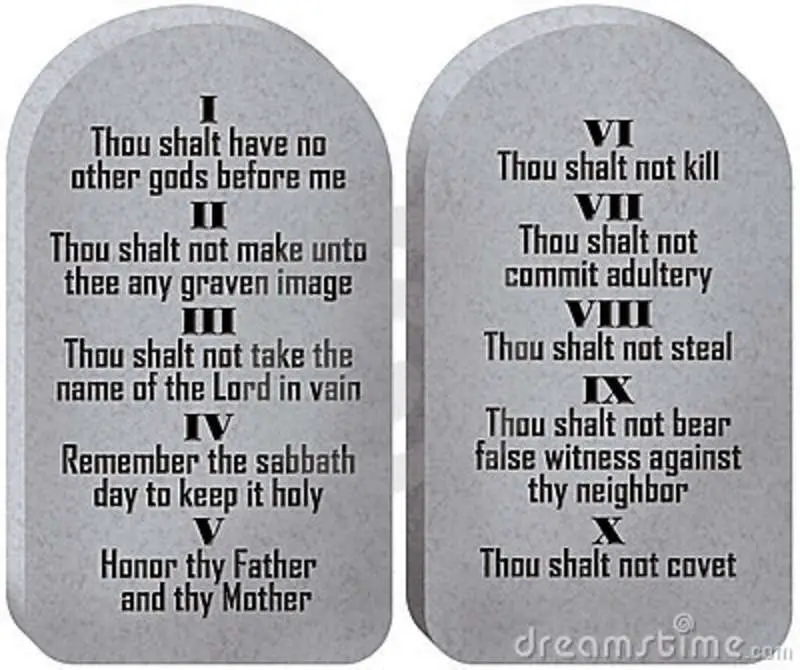 I
Thou shalt have no
other gods before me
II
Thou shalt not make unto
thee any graven image
III
Thou shalt not take the
name of the Lord in vain
IV
Remember the sabbath
day to keep it holy
V
Honor thy Father
and thy Mother
VI
Thou shalt not kill
VII
Thou shalt not
commit adultery
VIII
Thou shalt not steal
IX
Thou shalt not bear
false witness against
thy neighbor
X
Thou shalt not covet
dreamstime.com